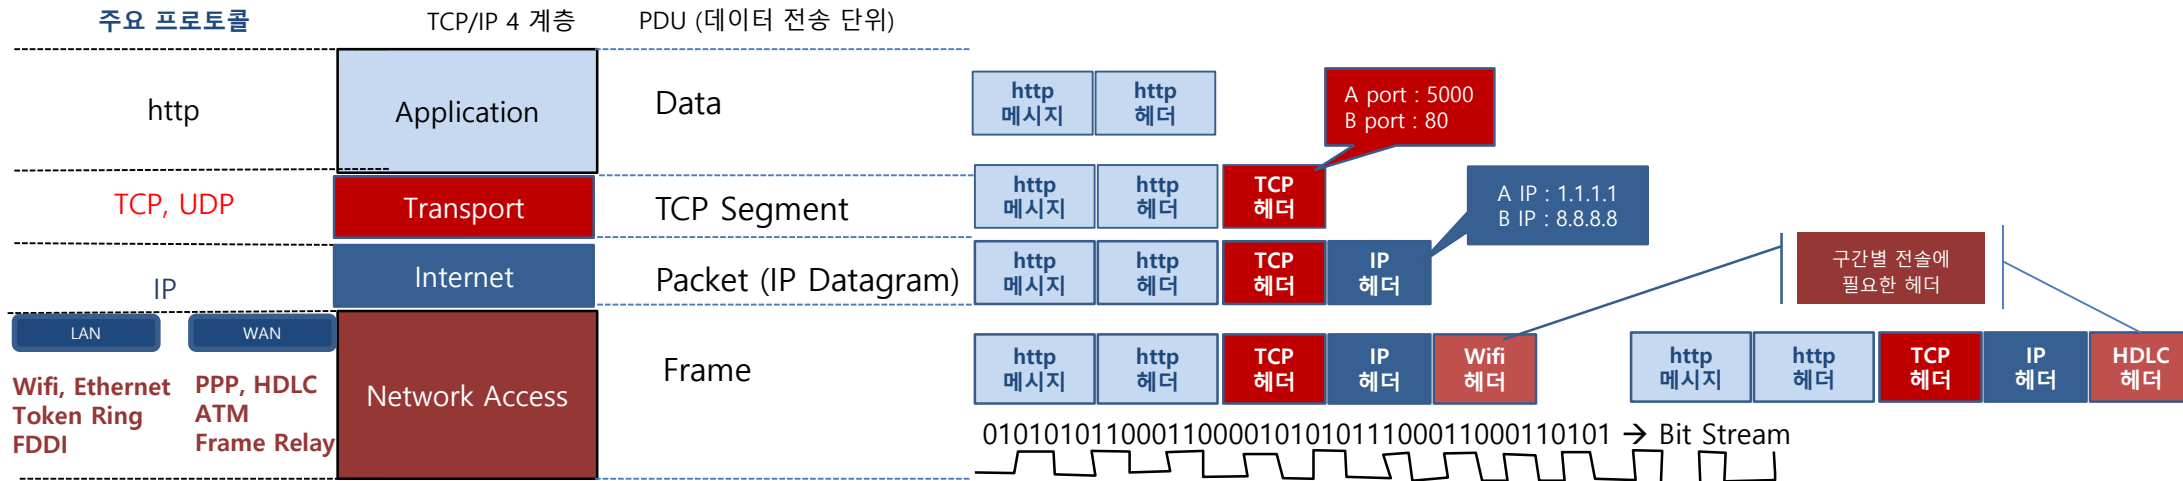 주요 프로토콜
TCP/IP 4 계층
PDU (데이터 전송 단위)
http
Application
Data
http
메시지
http
헤더
A port : 5000
B port : 80
TCP, UDP
Transport
TCP Segment
http
메시지
http
헤더
TCP
헤더
A IP : 1.1.1.1
B IP : 8.8.8.8
IP
Internet
Packet (IP Datagram)
http
메시지
http
헤더
TCP
헤더
IP
헤더
구간별 전송에
필요한 헤더
LAN
WAN
Wifi, Ethernet
Token Ring
FDDI
PPP, HDLC
ATM
Frame Relay
Network Access
Frame
http
메시지
http
헤더
TCP
헤더
IP
헤더
Wifi
헤더
http
메시지
http
헤더
TCP
헤더
IP
헤더
HDLC
헤더
0101010110001100001010101110001100011010​1 → Bit Stream